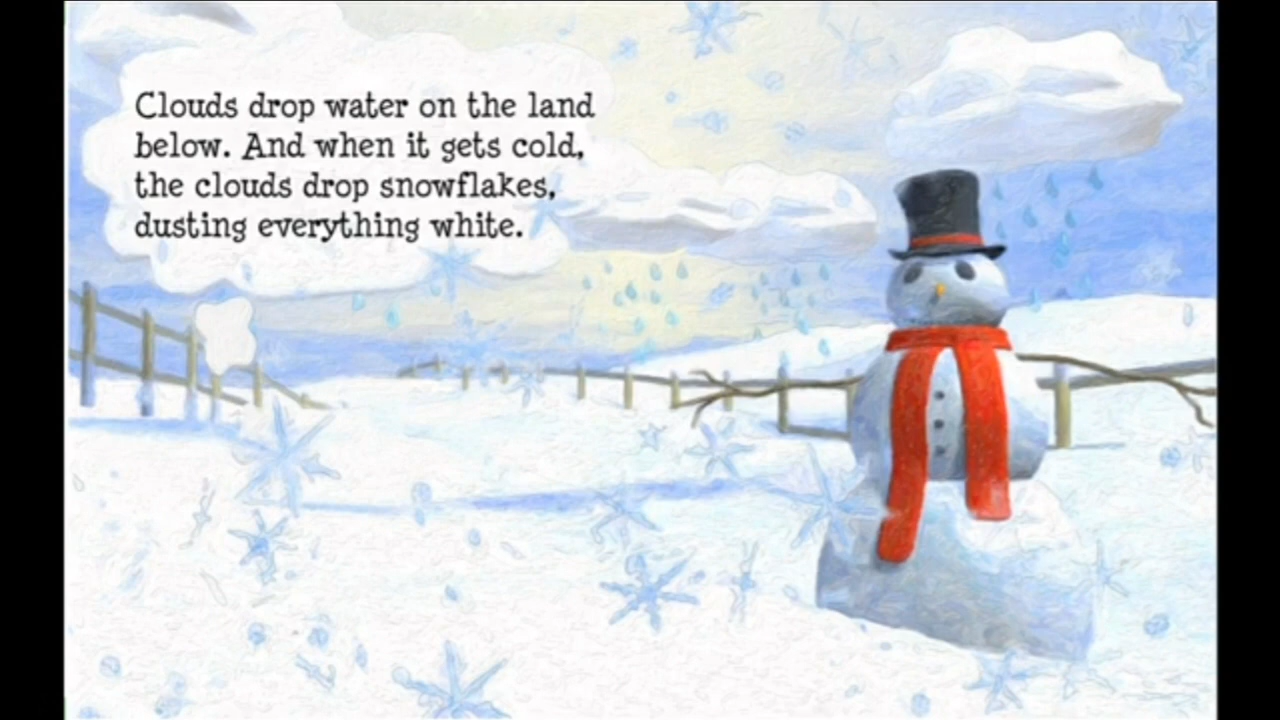 Clouds drop water on the land
below. And when it gets cold,
the clouds drop snowflakes,
dusting everything white.